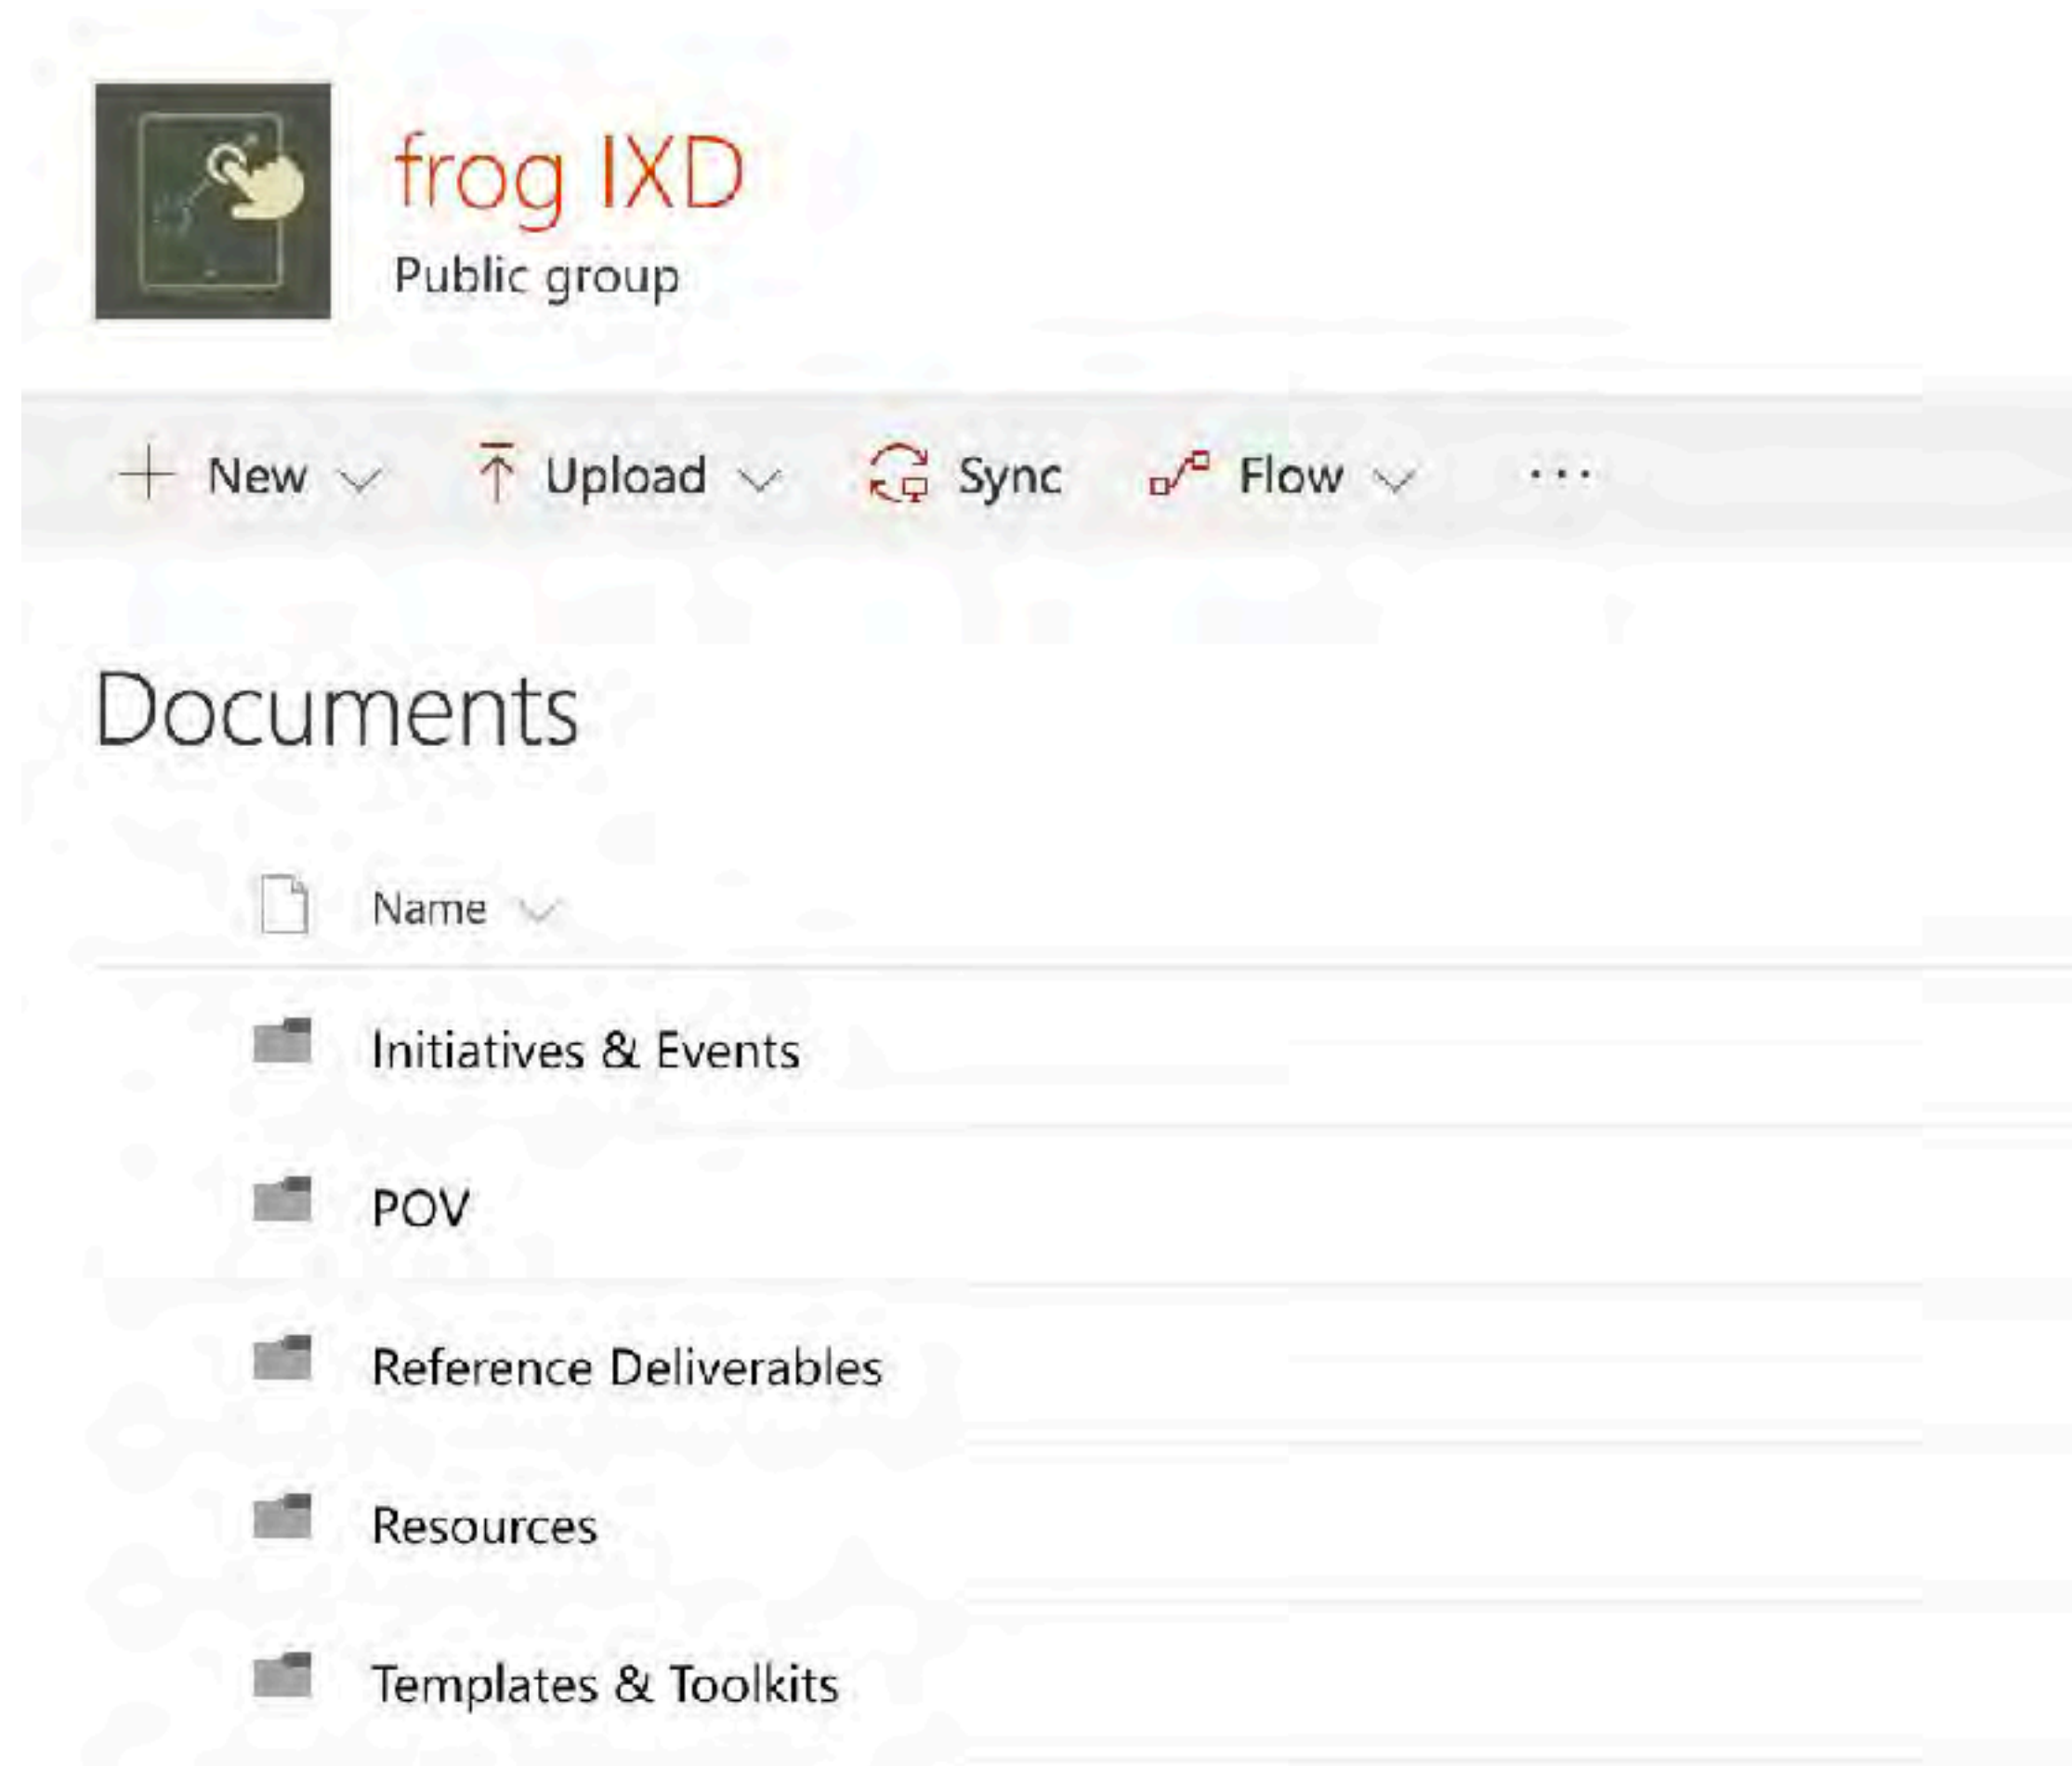 frog IXD
Public group
New Upload Sync Flow ...
Documents
Name
Initiatives & Events
POV
Reference Deliverables
Resources
Templates & Toolkits